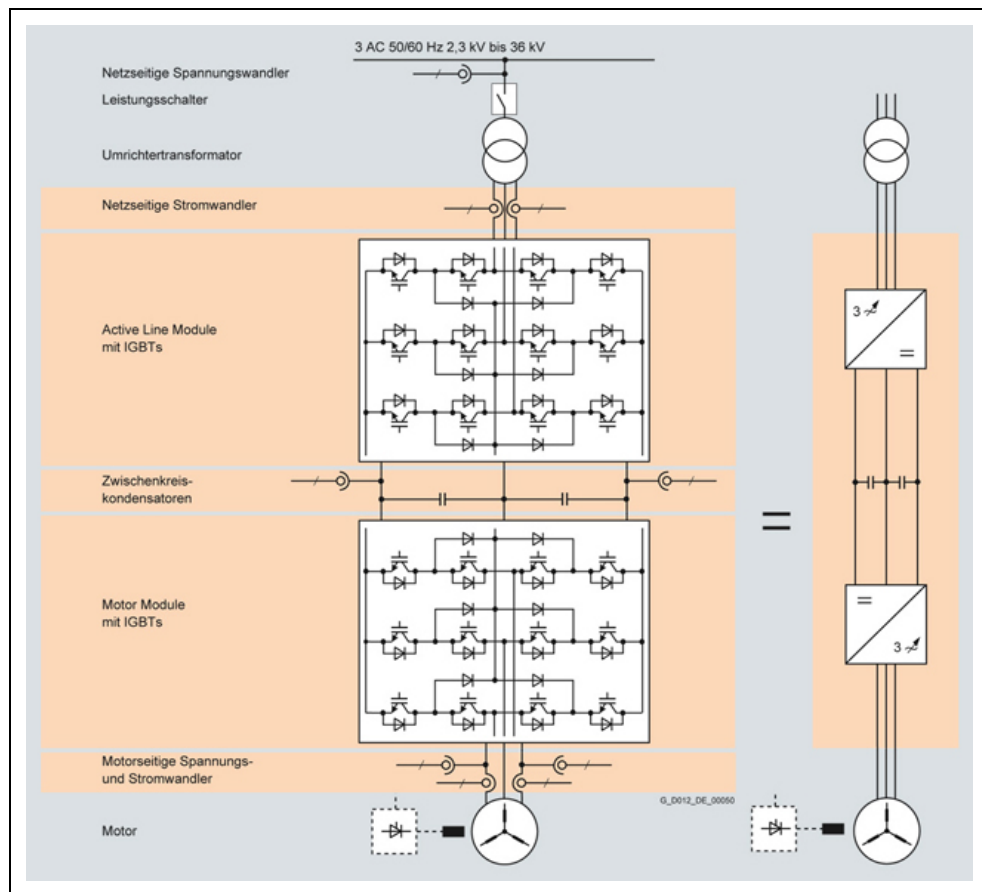 3 AC 50/60 Hz 2,3 kV bis 36 kV
Netzseitige Spannungswandler
Leistungsschalter
Umrichtertransformator
Netzseitige Stromwandler
Active Line Module
mit IGBTs
3
=
Zwischenkreis-
kondensatoren
=
Motor Module
mit IGBTs
=
3
Motorseitige Spannungs-
und Stromwandler
G_D012_DE_00050
Motor